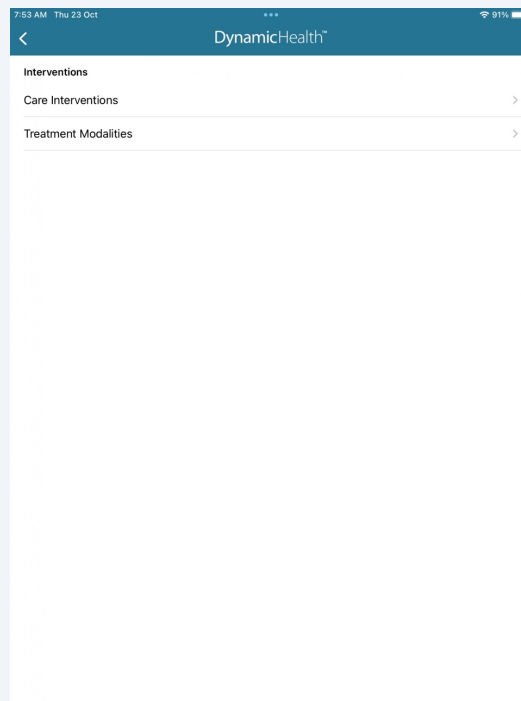 7:53 AM Thu 23 Oct
91%
DynamicHealth™
Interventions
Care Interventions
Treatment Modalities